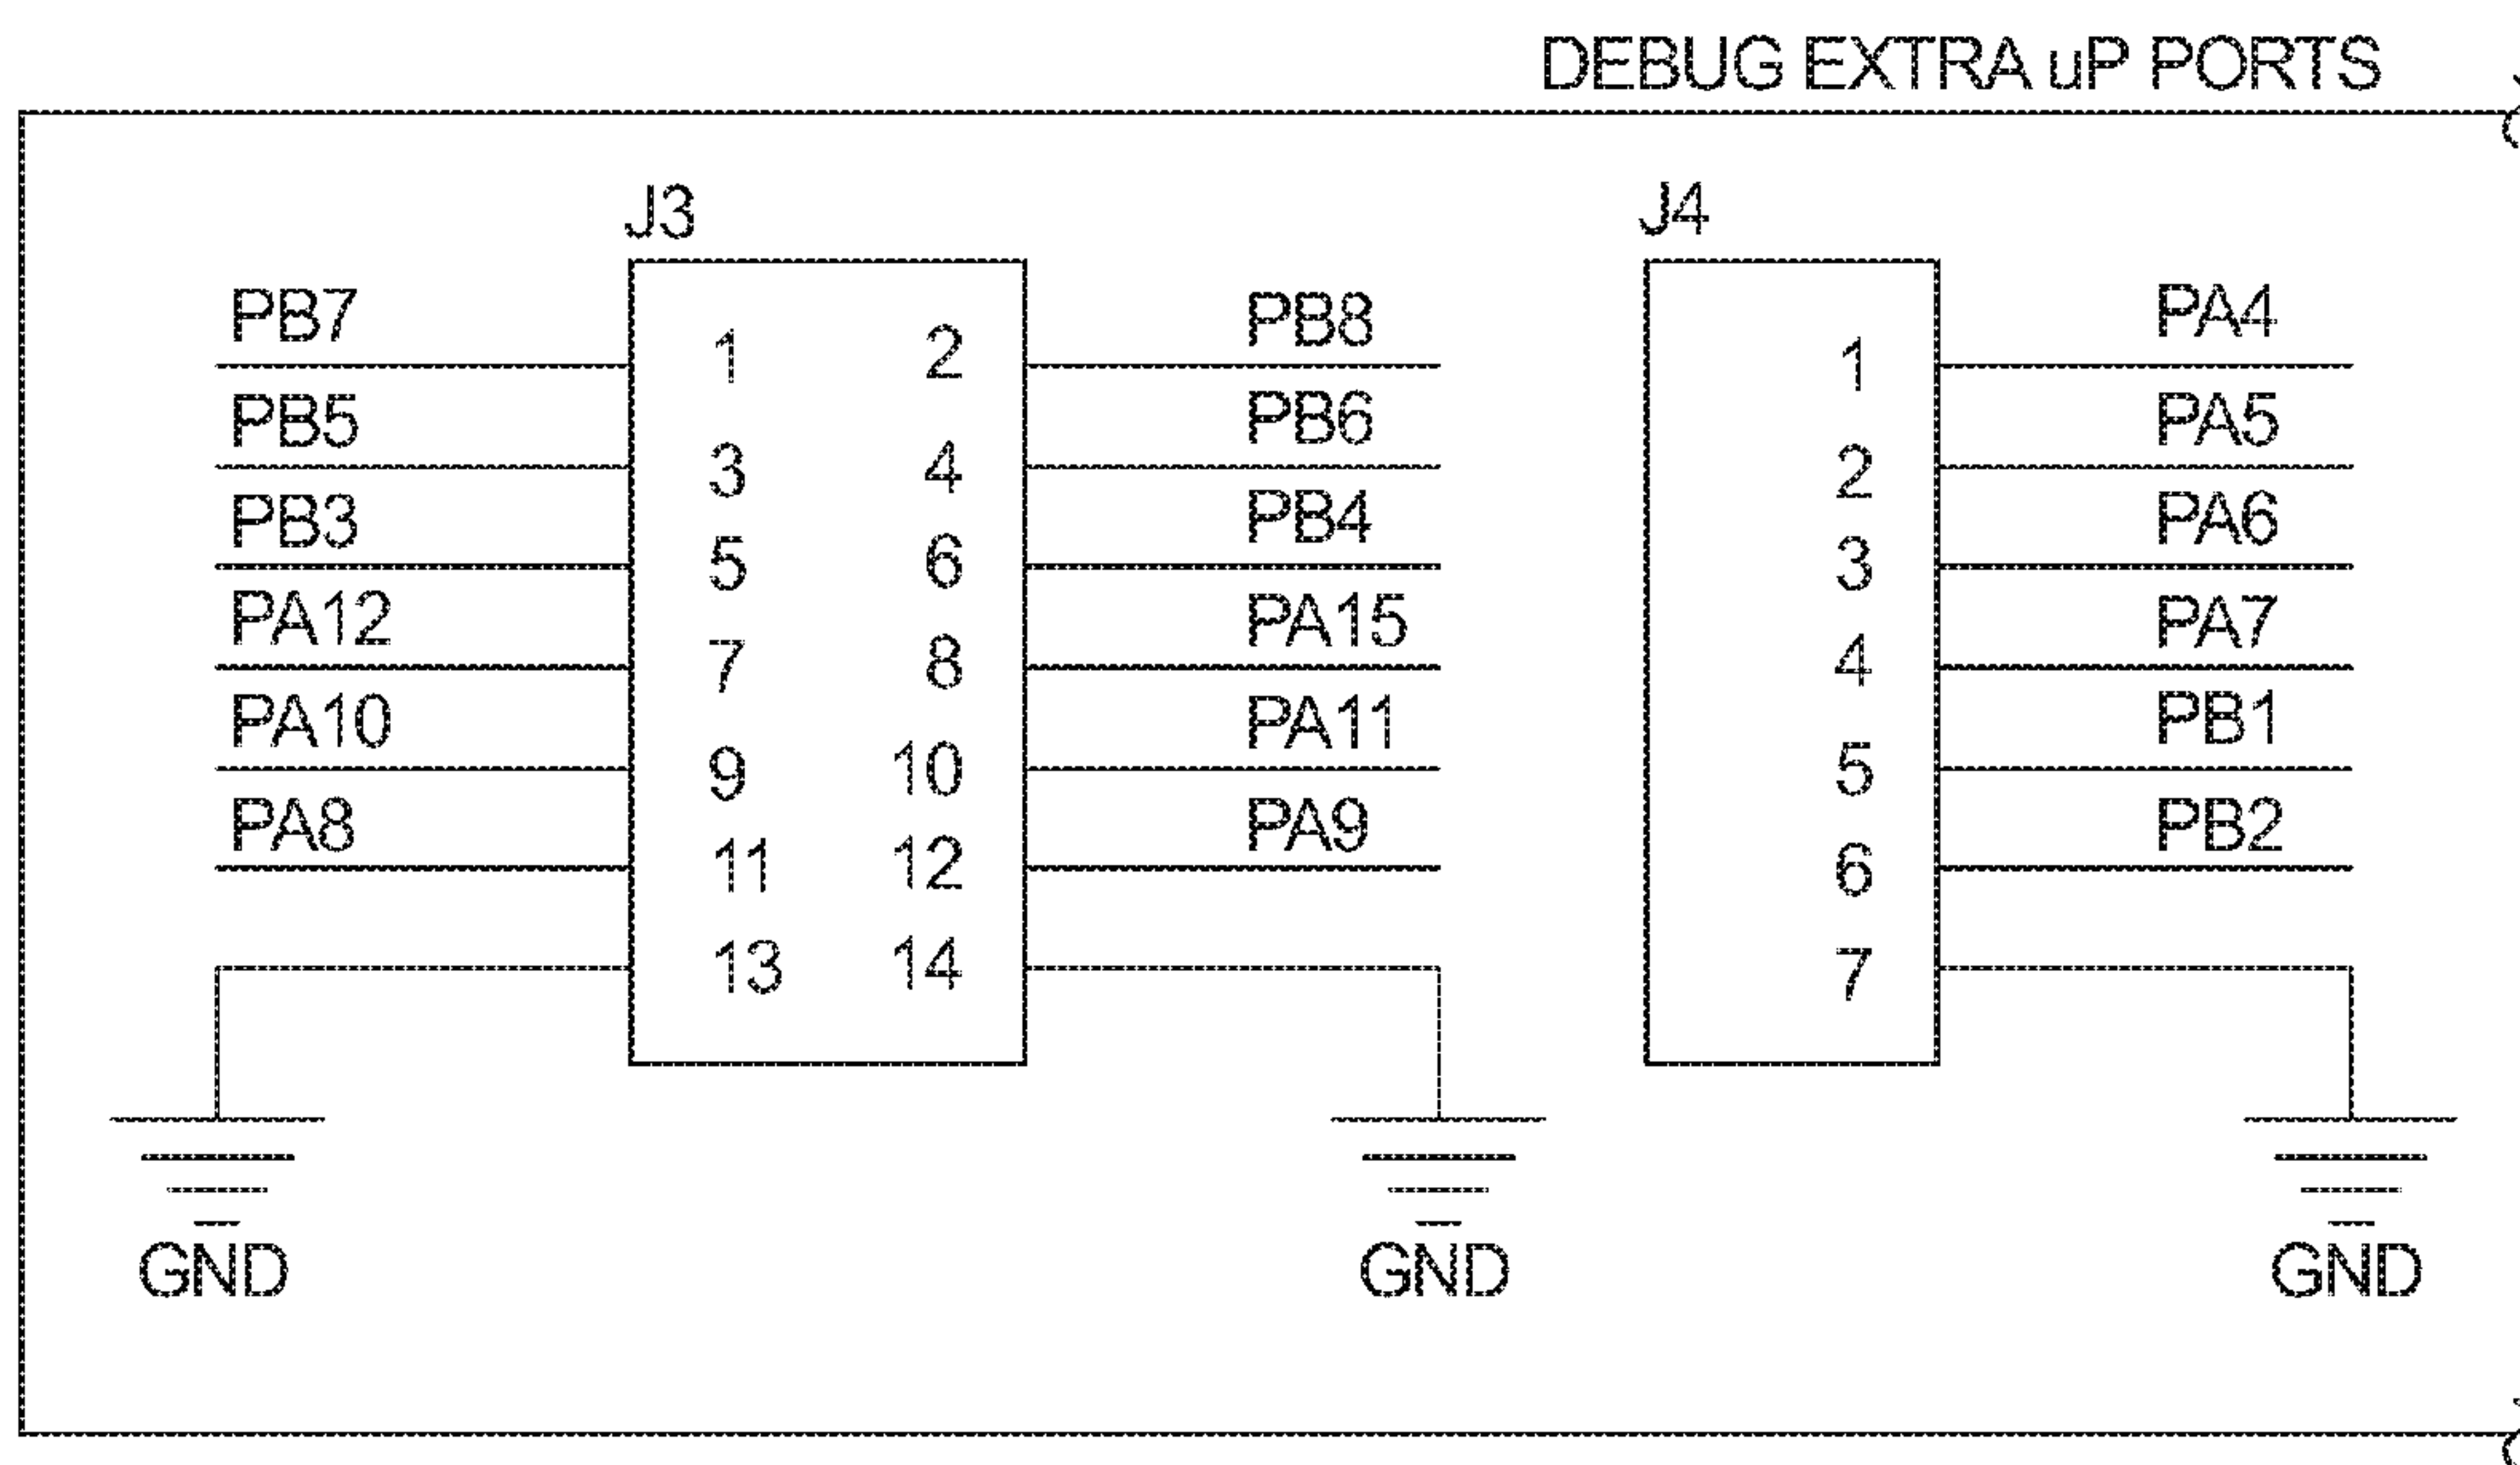 DEBUG EXTRA uP PORTS
J3 J4
PB7 1 2 PB8 1 PA4
PB5 3 4 PB6 2 PA5
PB3 5 6 PB4 3 PA6
PA12 7 8 PA15 4 PA7
PA10 9 10 PA11 5 PB1
PA8 11 12 PA9 6 PB2
13 14 7
GND GND GND